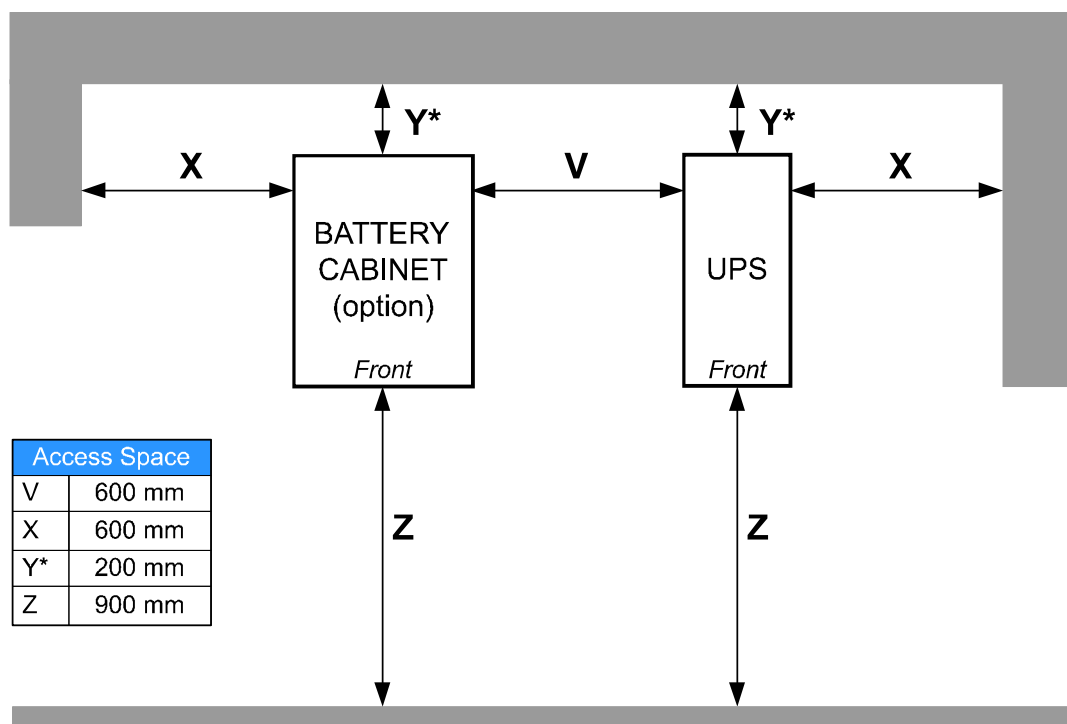 Y*
Y*
X
V
X
BATTERY
CABINET
(option)
Front
UPS
Front
Z
Z
Access Space
V 600 mm
X 600 mm
Y* 200 mm
Z 900 mm